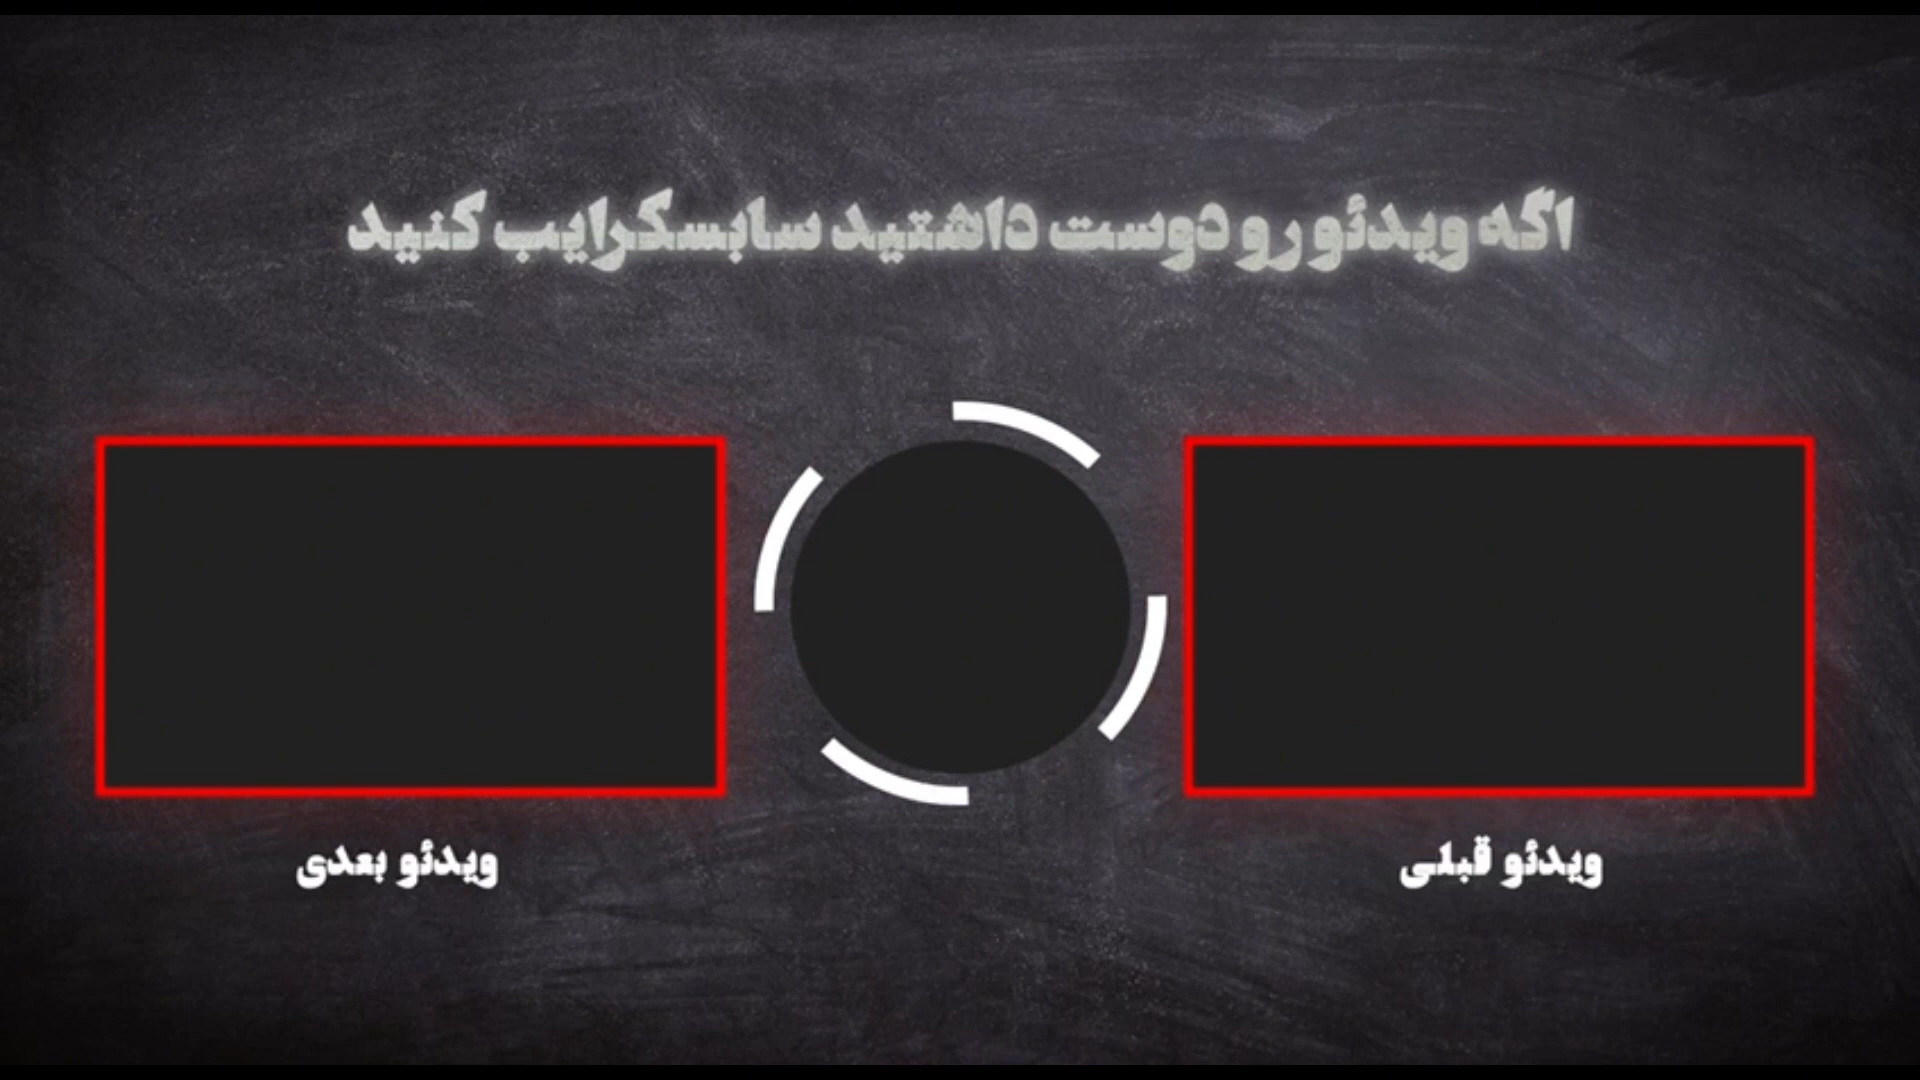 اگه ویدئو رو دوست داشتید سابسکرایب کنید
ویدئو قبلی
ویدئو بعدی